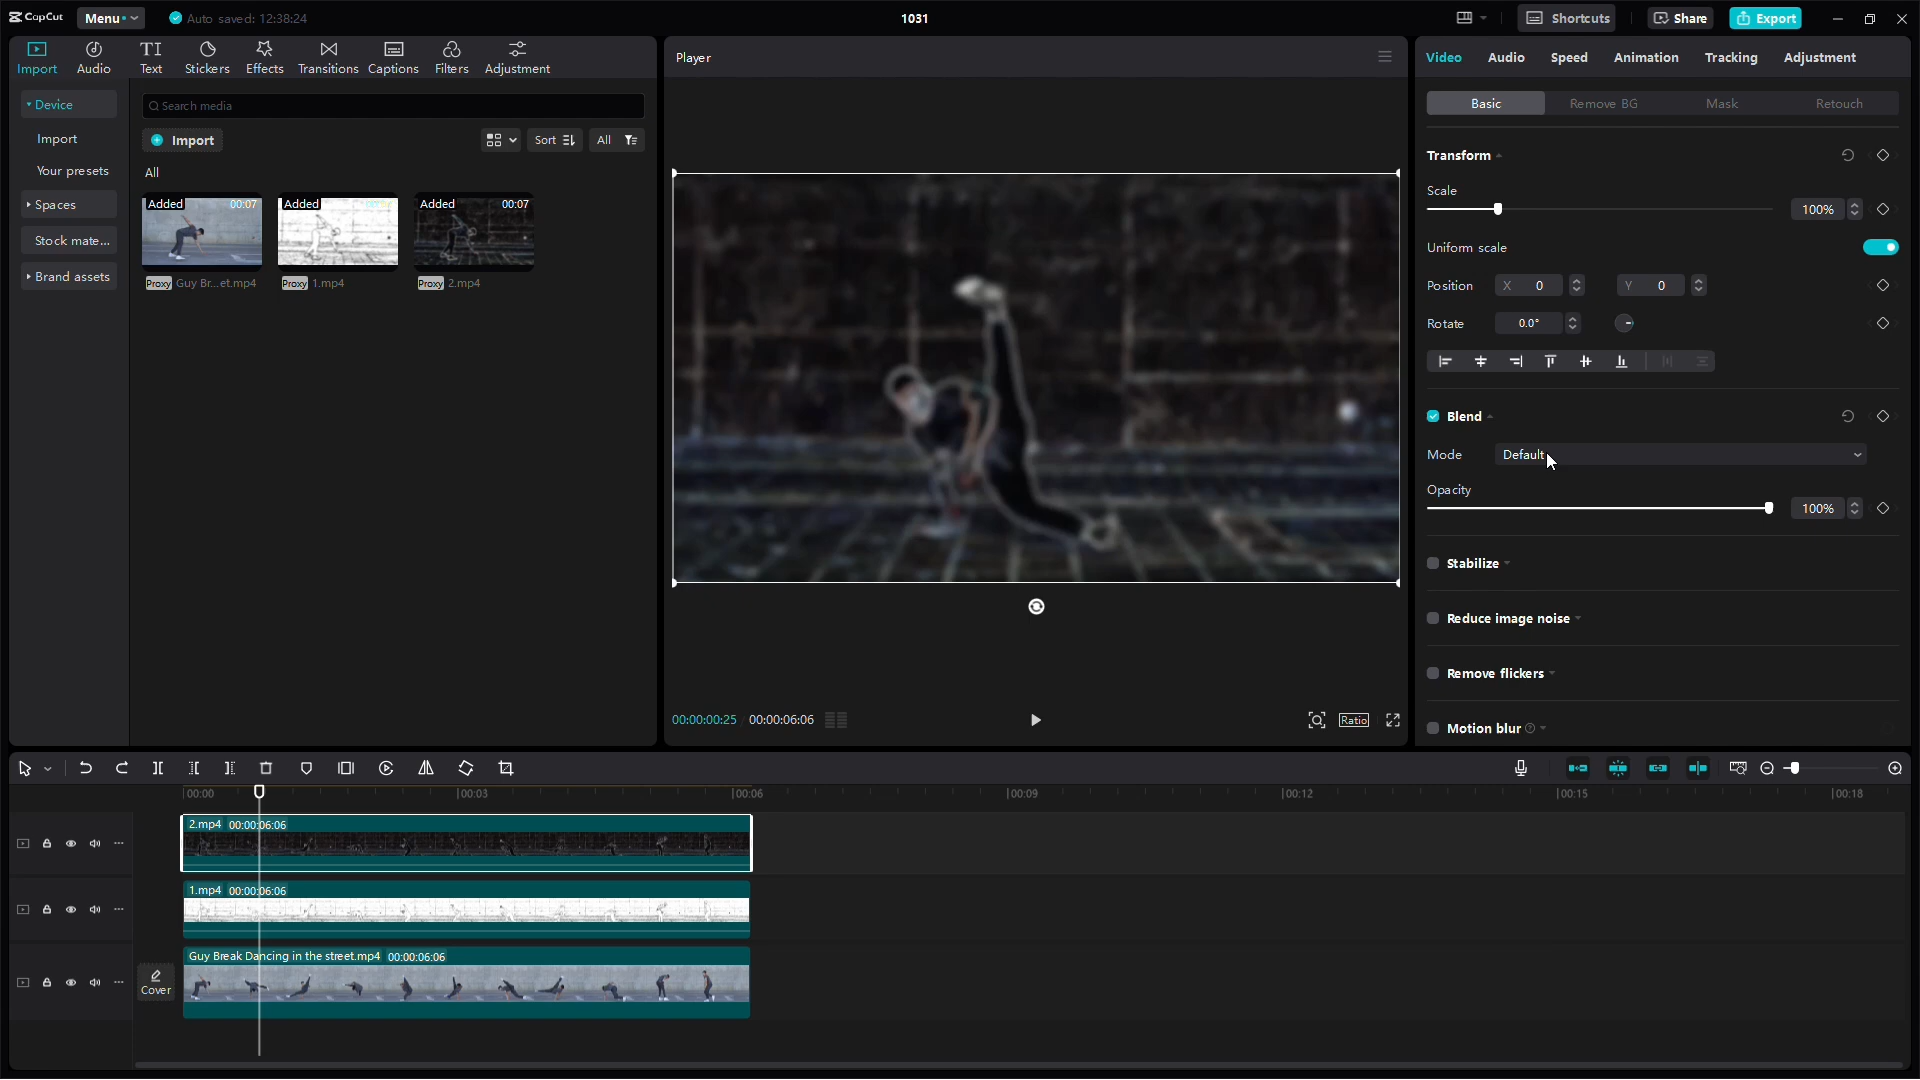 CapCut
Menu
Auto saved: 12:38:24
1031
Shortcuts
Share
Export
Import
Audio
Text
Stickers
Effects
Transitions
Captions
Filters
Adjustment
Device
Import
Your presets
Spaces
Stock mate...
Brand assets
Search media
Import
Sort
All
All
Added 00:07
Added
Added 00:07
Proxy Guy Br...et.mp4
Proxy 1.mp4
Proxy 2.mp4
Player
00:00:00:25
00:00:06:06
Ratio
Video
Audio
Speed
Animation
Tracking
Adjustment
Basic
Remove BG
Mask
Retouch
Transform
Scale
100%
Uniform scale
Position X 0 Y 0
Rotate 0.0°
Blend
Mode Default
Opacity
100%
Stabilize
Reduce image noise
Remove flickers
Motion blur
00:00
00:03
00:06
00:09
00:12
00:15
00:18
2.mp4 00:00:06:06
1.mp4 00:00:06:06
Cover
Guy Break Dancing in the street.mp4 00:00:06:06